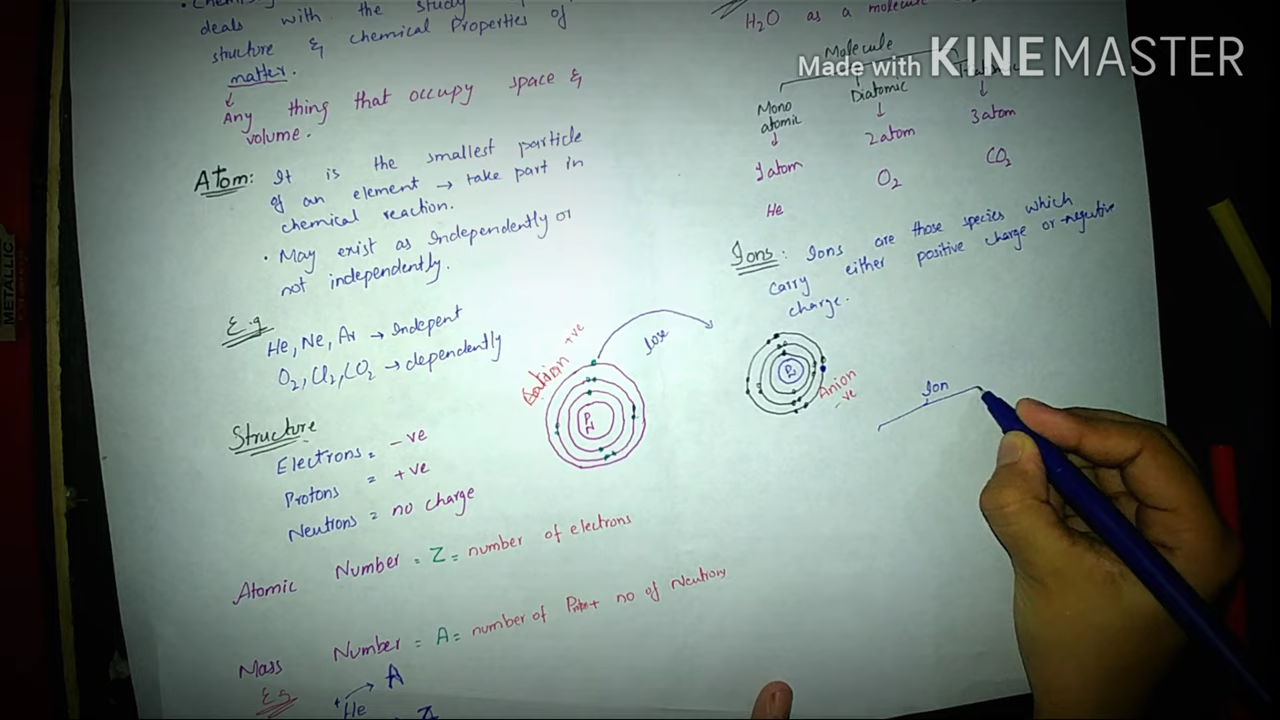 deals with the study
structure & chemical Properties of
matter.
Any thing that occupy space &
volume.
Atom: It is the smallest particle
of an element → take part in
chemical reaction.
• May exist as Independently or
not independently.
E.g
He, Ne, Ar → Indepent
O2, Cl2, CO2 → dependently
Structure
Electrons = -ve
Protons = +ve
Neutrons = no charge
Atomic Number = Z = number of electrons
Mass Number = A = number of Proton + no of Neutrons
E.g
He → A
Z
H2O as a molecule
Molecule
Made with KINEMASTER
Mono
atomic
Diatomic
1 atom
2 atom
3 atom
He
O2
CO2
Ions: Ions are those species which
carry either positive charge or negative
charge.
Cation +ve
lose
P
N
Anion
-ve
Ion
METALLIC